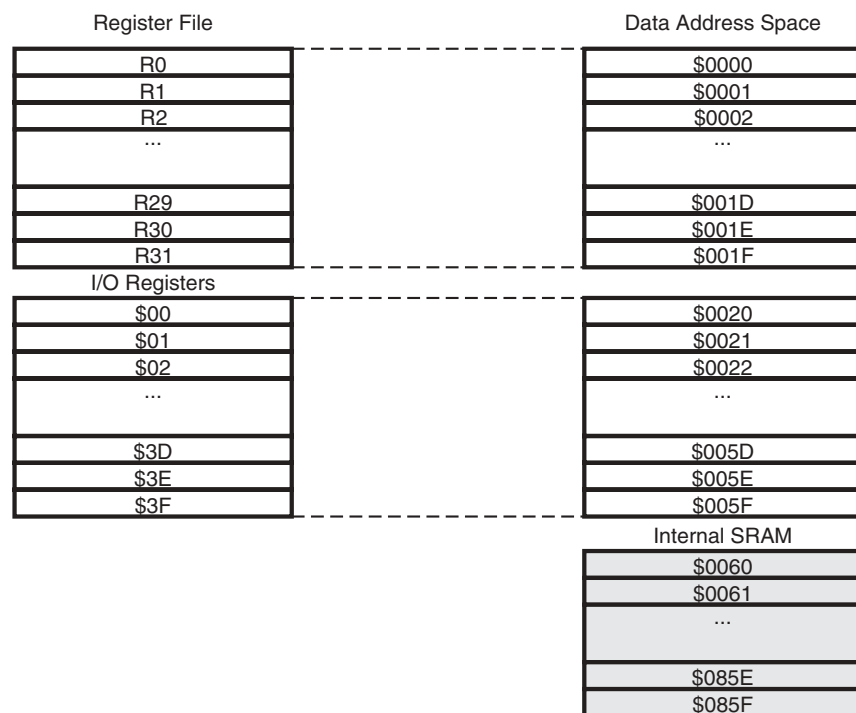 Register File
Data Address Space
R0
$0000
R1
$0001
R2
$0002
...
...
R29
$001D
R30
$001E
R31
$001F
I/O Registers
$00
$0020
$01
$0021
$02
$0022
...
...
$3D
$005D
$3E
$005E
$3F
$005F
Internal SRAM
$0060
$0061
...
$085E
$085F